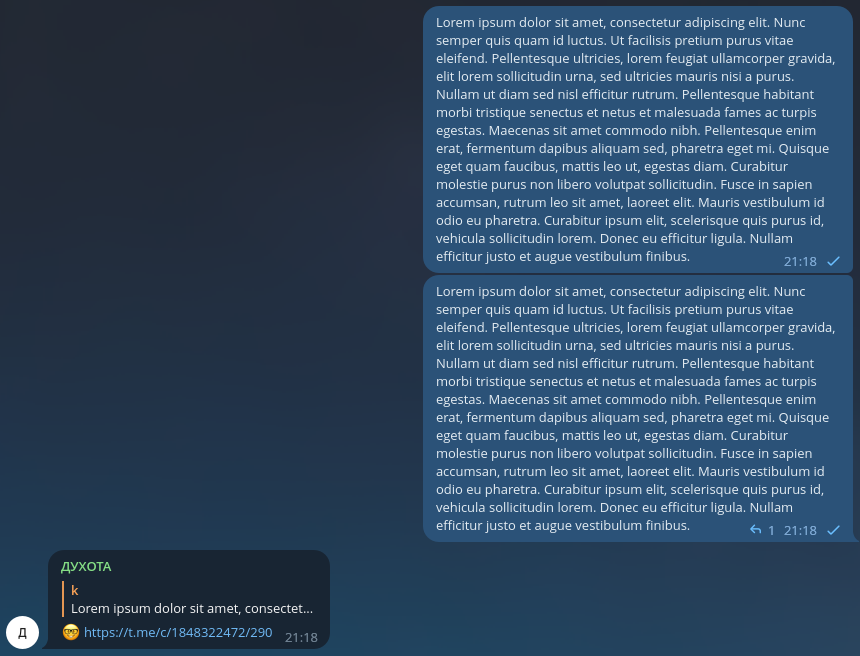 Lorem ipsum dolor sit amet, consectetur adipiscing elit. Nunc
semper quis quam id luctus. Ut facilisis pretium purus vitae
eleifend. Pellentesque ultricies, lorem feugiat ullamcorper gravida,
elit lorem sollicitudin urna, sed ultricies mauris nisi a purus.
Nullam ut diam sed nisl efficitur rutrum. Pellentesque habitant
morbi tristique senectus et netus et malesuada fames ac turpis
egestas. Maecenas sit amet commodo nibh. Pellentesque enim
erat, fermentum dapibus aliquam sed, pharetra eget mi. Quisque
eget quam faucibus, mattis leo ut, egestas diam. Curabitur
molestie purus non libero volutpat sollicitudin. Fusce in sapien
accumsan, rutrum leo sit amet, laoreet elit. Mauris vestibulum id
odio eu pharetra. Curabitur ipsum elit, scelerisque quis purus id,
vehicula sollicitudin lorem. Donec eu efficitur ligula. Nullam
efficitur justo et augue vestibulum finibus.
21:18
Lorem ipsum dolor sit amet, consectetur adipiscing elit. Nunc
semper quis quam id luctus. Ut facilisis pretium purus vitae
eleifend. Pellentesque ultricies, lorem feugiat ullamcorper gravida,
elit lorem sollicitudin urna, sed ultricies mauris nisi a purus.
Nullam ut diam sed nisl efficitur rutrum. Pellentesque habitant
morbi tristique senectus et netus et malesuada fames ac turpis
egestas. Maecenas sit amet commodo nibh. Pellentesque enim
erat, fermentum dapibus aliquam sed, pharetra eget mi. Quisque
eget quam faucibus, mattis leo ut, egestas diam. Curabitur
molestie purus non libero volutpat sollicitudin. Fusce in sapien
accumsan, rutrum leo sit amet, laoreet elit. Mauris vestibulum id
odio eu pharetra. Curabitur ipsum elit, scelerisque quis purus id,
vehicula sollicitudin lorem. Donec eu efficitur ligula. Nullam
efficitur justo et augue vestibulum finibus.
1 21:18
ДУХОТА
k
Lorem ipsum dolor sit amet, consectet...
🤓 https://t.me/c/1848322472/290
21:18
Д